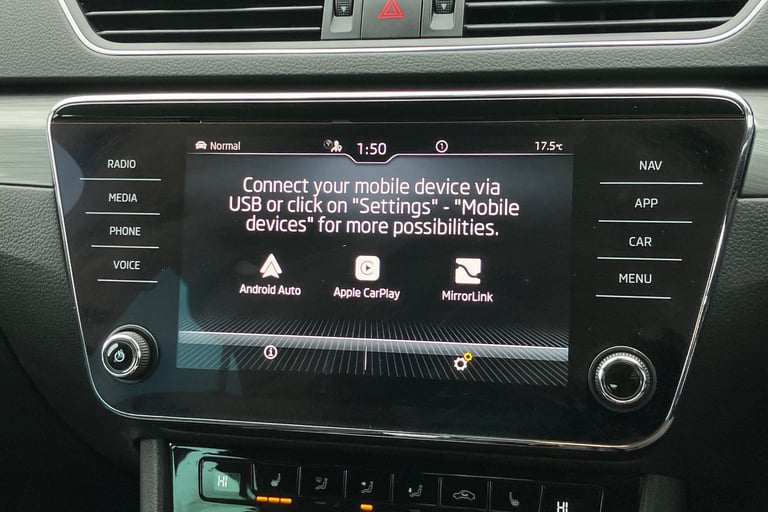 Normal 1:50 17.5°C
RADIO
MEDIA
PHONE
VOICE
Connect your mobile device via
USB or click on "Settings" - "Mobile
devices" for more possibilities.
Android Auto Apple CarPlay MirrorLink
NAV
APP
CAR
MENU
HI HI